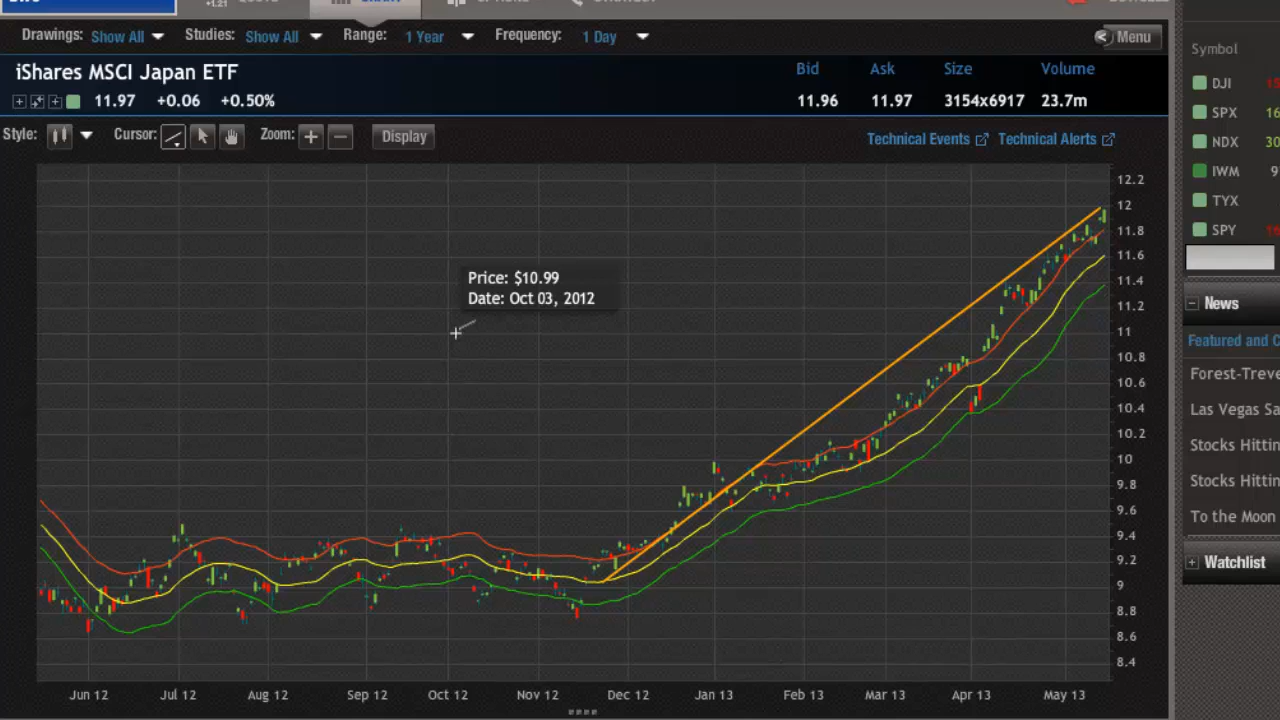 +1.21
Drawings: Show All Studies: Show All Range: 1 Year Frequency: 1 Day
Menu
iShares MSCI Japan ETF
Bid Ask Size Volume
11.97 +0.06 +0.50%
11.96 11.97 3154x6917 23.7m
Style: Cursor: Zoom: Display
Technical Events Technical Alerts
Price: $10.99
Date: Oct 03, 2012
12.2
12
11.8
11.6
11.4
11.2
11
10.8
10.6
10.4
10.2
10
9.8
9.6
9.4
9.2
9
8.8
8.6
8.4
Jun 12 Jul 12 Aug 12 Sep 12 Oct 12 Nov 12 Dec 12 Jan 13 Feb 13 Mar 13 Apr 13 May 13
Symbol
DJI
SPX 16
NDX 30
IWM 9
TYX
SPY
News
Featured and
Forest-Treve
Las Vegas Sa
Stocks Hittin
Stocks Hittin
To the Moon
Watchlist